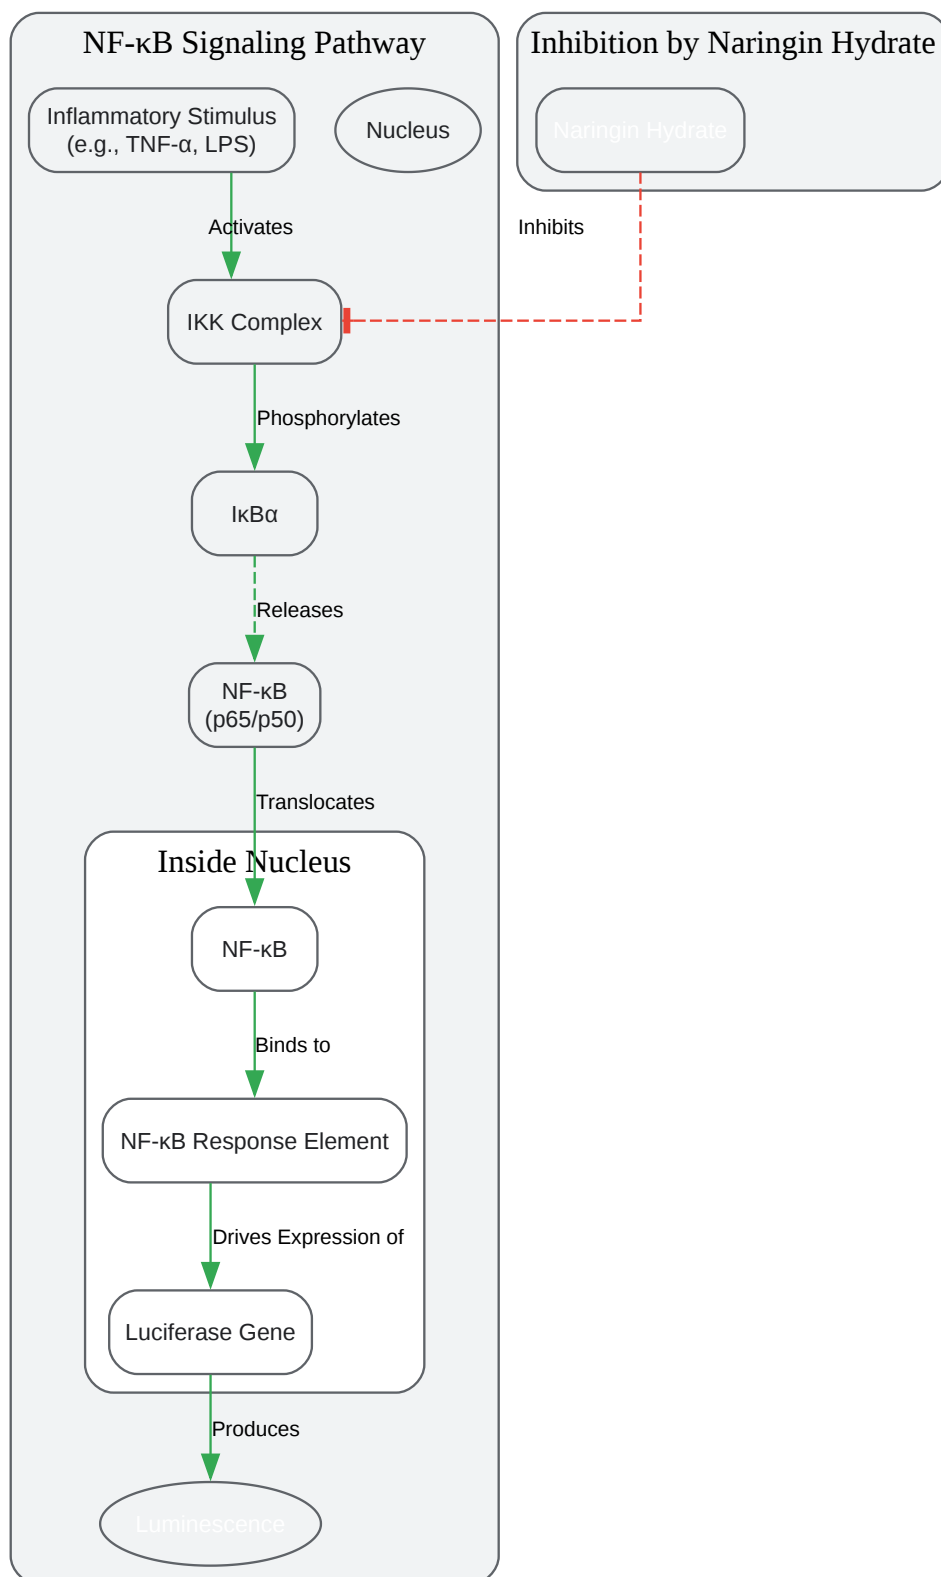 NF-κB Signaling Pathway
Inhibition by Naringin Hydrate
Inflammatory Stimulus
(e.g., TNF-α, LPS)
Nucleus
Naringin Hydrate
Activates
Inhibits
IKK Complex
Phosphorylates
IκBα
Releases
NF-κB
(p65/p50)
Translocates
Inside Nucleus
NF-κB
Binds to
NF-κB Response Element
Drives Expression of
Luciferase Gene
Produces
Luminescence